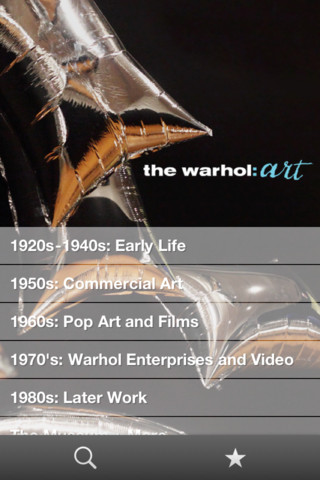 the warhol: art
1920s-1940s: Early Life
1950s: Commercial Art
1960s: Pop Art and Films
1970's: Warhol Enterprises and Video
1980s: Later Work